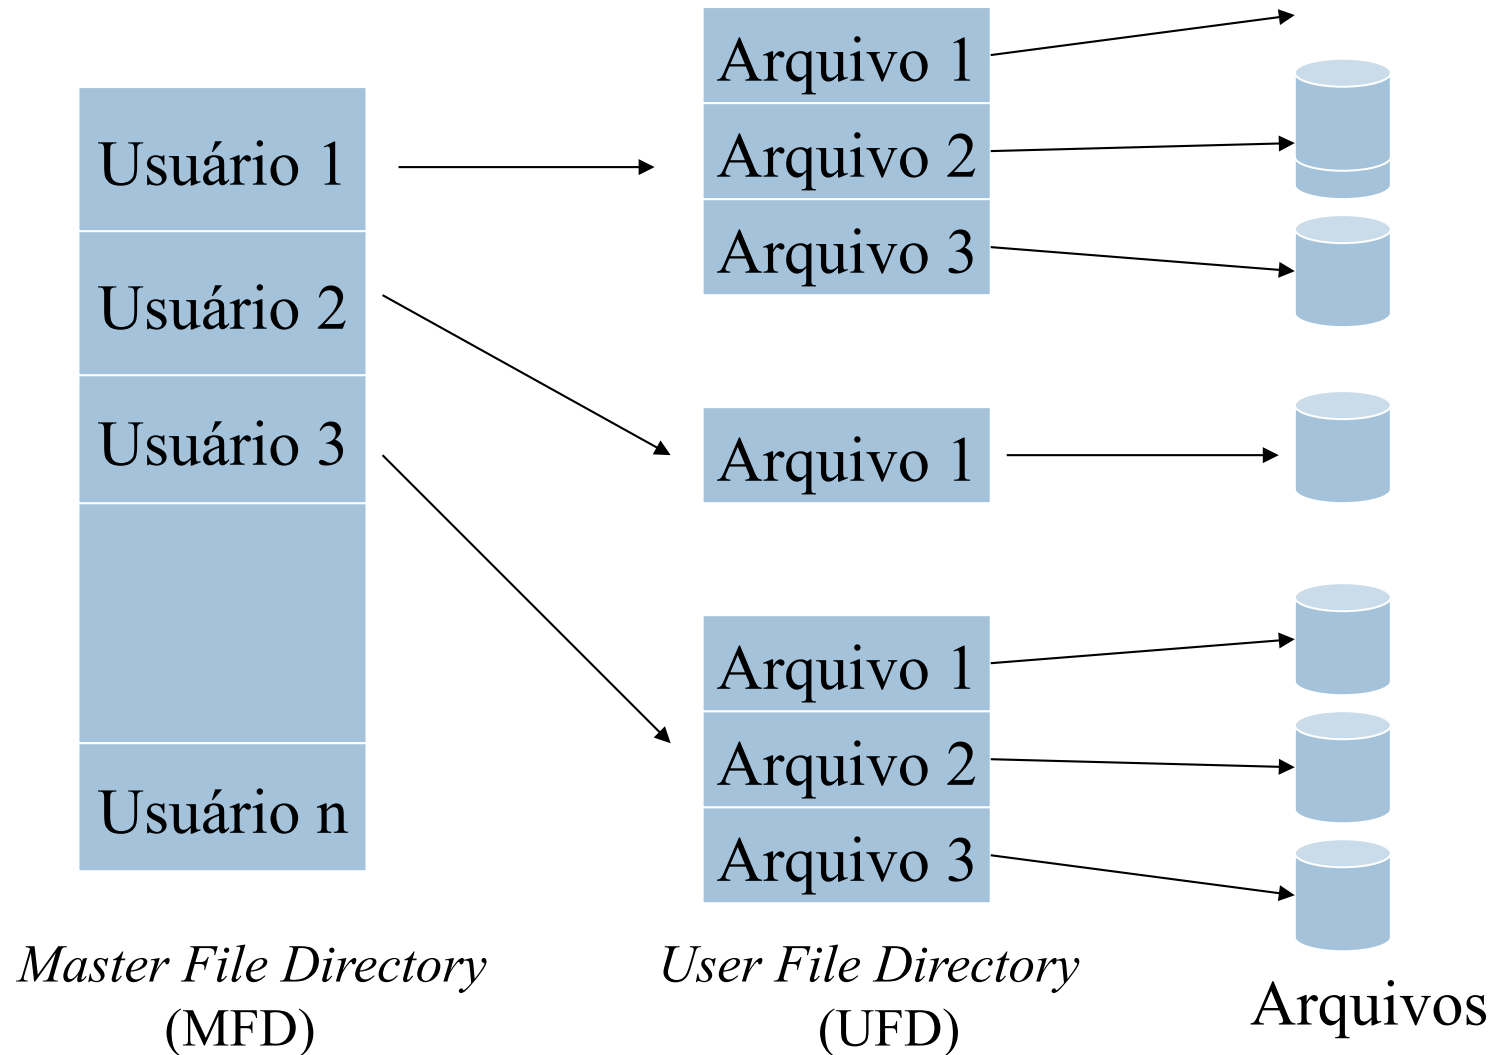 Usuário 1
Usuário 2
Usuário 3
Usuário n
Master File Directory
(MFD)
Arquivo 1
Arquivo 2
Arquivo 3
Arquivo 1
Arquivo 1
Arquivo 2
Arquivo 3
User File Directory
(UFD)
Arquivos